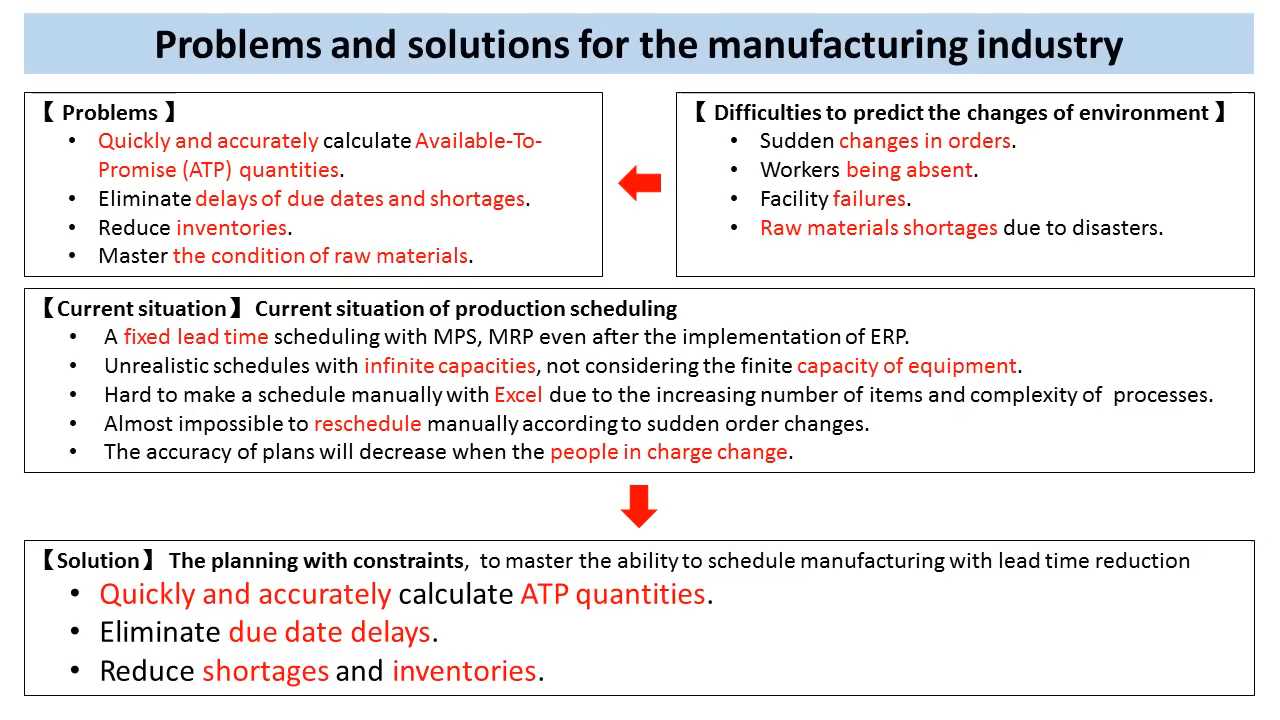 Problems and solutions for the manufacturing industry
【 Problems 】
• Quickly and accurately calculate Available-To-
Promise (ATP) quantities.
• Eliminate delays of due dates and shortages.
• Reduce inventories.
• Master the condition of raw materials.
【 Difficulties to predict the changes of environment 】
• Sudden changes in orders.
• Workers being absent.
• Facility failures.
• Raw materials shortages due to disasters.
【Current situation】 Current situation of production scheduling
• A fixed lead time scheduling with MPS, MRP even after the implementation of ERP.
• Unrealistic schedules with infinite capacities, not considering the finite capacity of equipment.
• Hard to make a schedule manually with Excel due to the increasing number of items and complexity of processes.
• Almost impossible to reschedule manually according to sudden order changes.
• The accuracy of plans will decrease when the people in charge change.
【Solution】 The planning with constraints, to master the ability to schedule manufacturing with lead time reduction
• Quickly and accurately calculate ATP quantities.
• Eliminate due date delays.
• Reduce shortages and inventories.